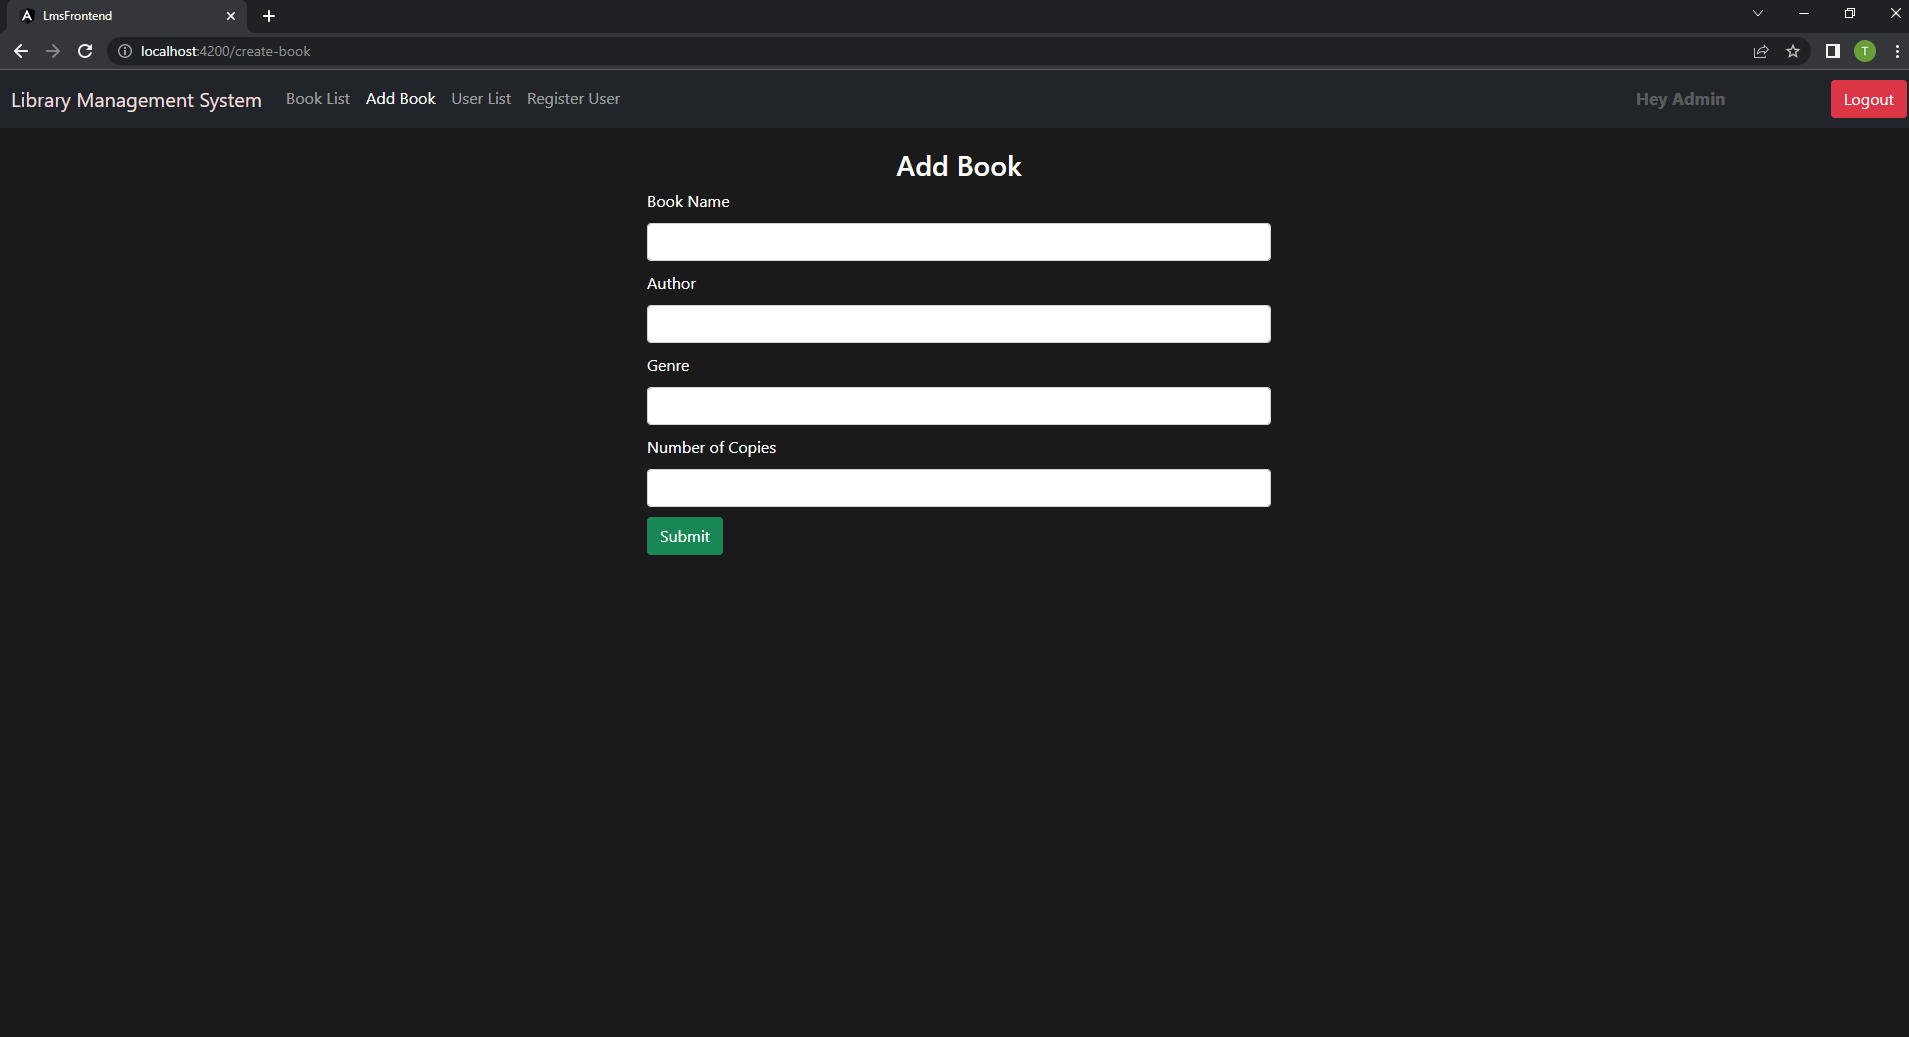 LmsFrontend
localhost:4200/create-book
T
Library Management System Book List Add Book User List Register User Hey Admin Logout
Add Book
Book Name
Author
Genre
Number of Copies
Submit